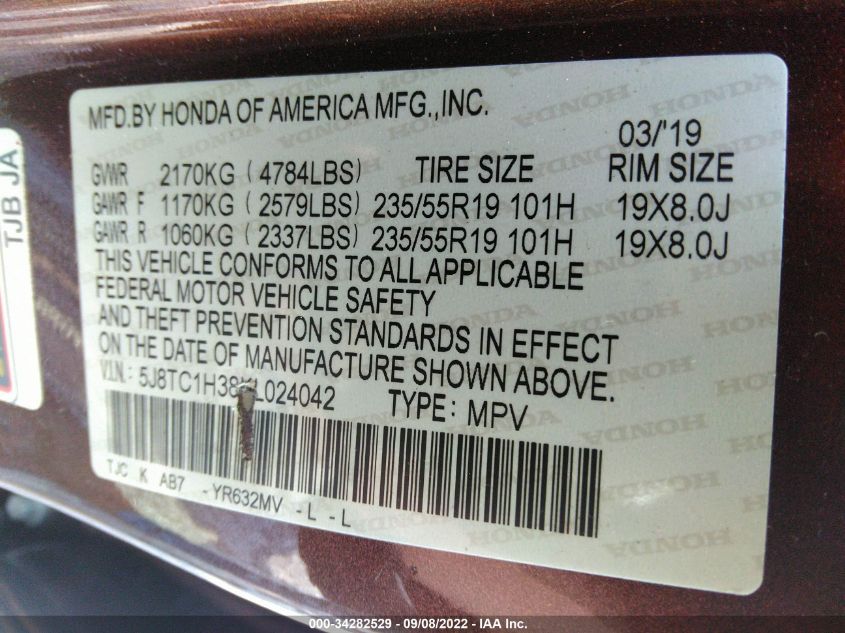 MFD.BY HONDA OF AMERICA MFG.,INC.
03/'19
GVWR 2170KG (4784LBS) TIRE SIZE RIM SIZE
GAWR F 1170KG (2579LBS) 235/55R19 101H 19X8.0J
GAWR R 1060KG (2337LBS) 235/55R19 101H 19X8.0J
THIS VEHICLE CONFORMS TO ALL APPLICABLE
FEDERAL MOTOR VEHICLE SAFETY
AND THEFT PREVENTION STANDARDS IN EFFECT
ON THE DATE OF MANUFACTURE SHOWN ABOVE.
VIN: TYPE: MPV
TJC K AB7 -YR632MV -L -L
TJB JA
000-34282529 - 09/08/2022 - IAA Inc.